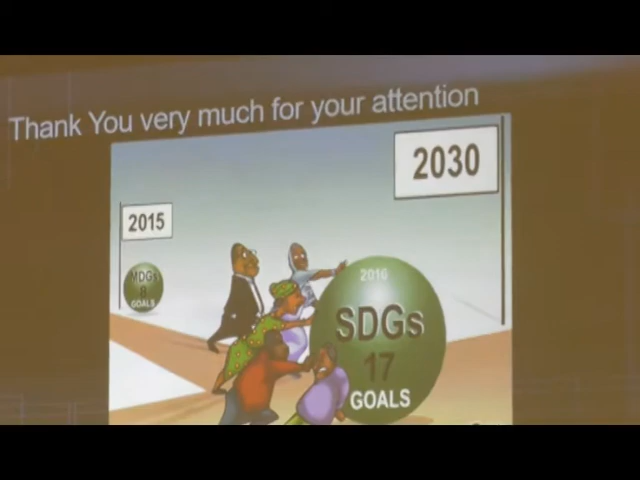 Thank You very much for your attention
2030
2015
MDGs
8
GOALS
2016
SDGs
17
GOALS